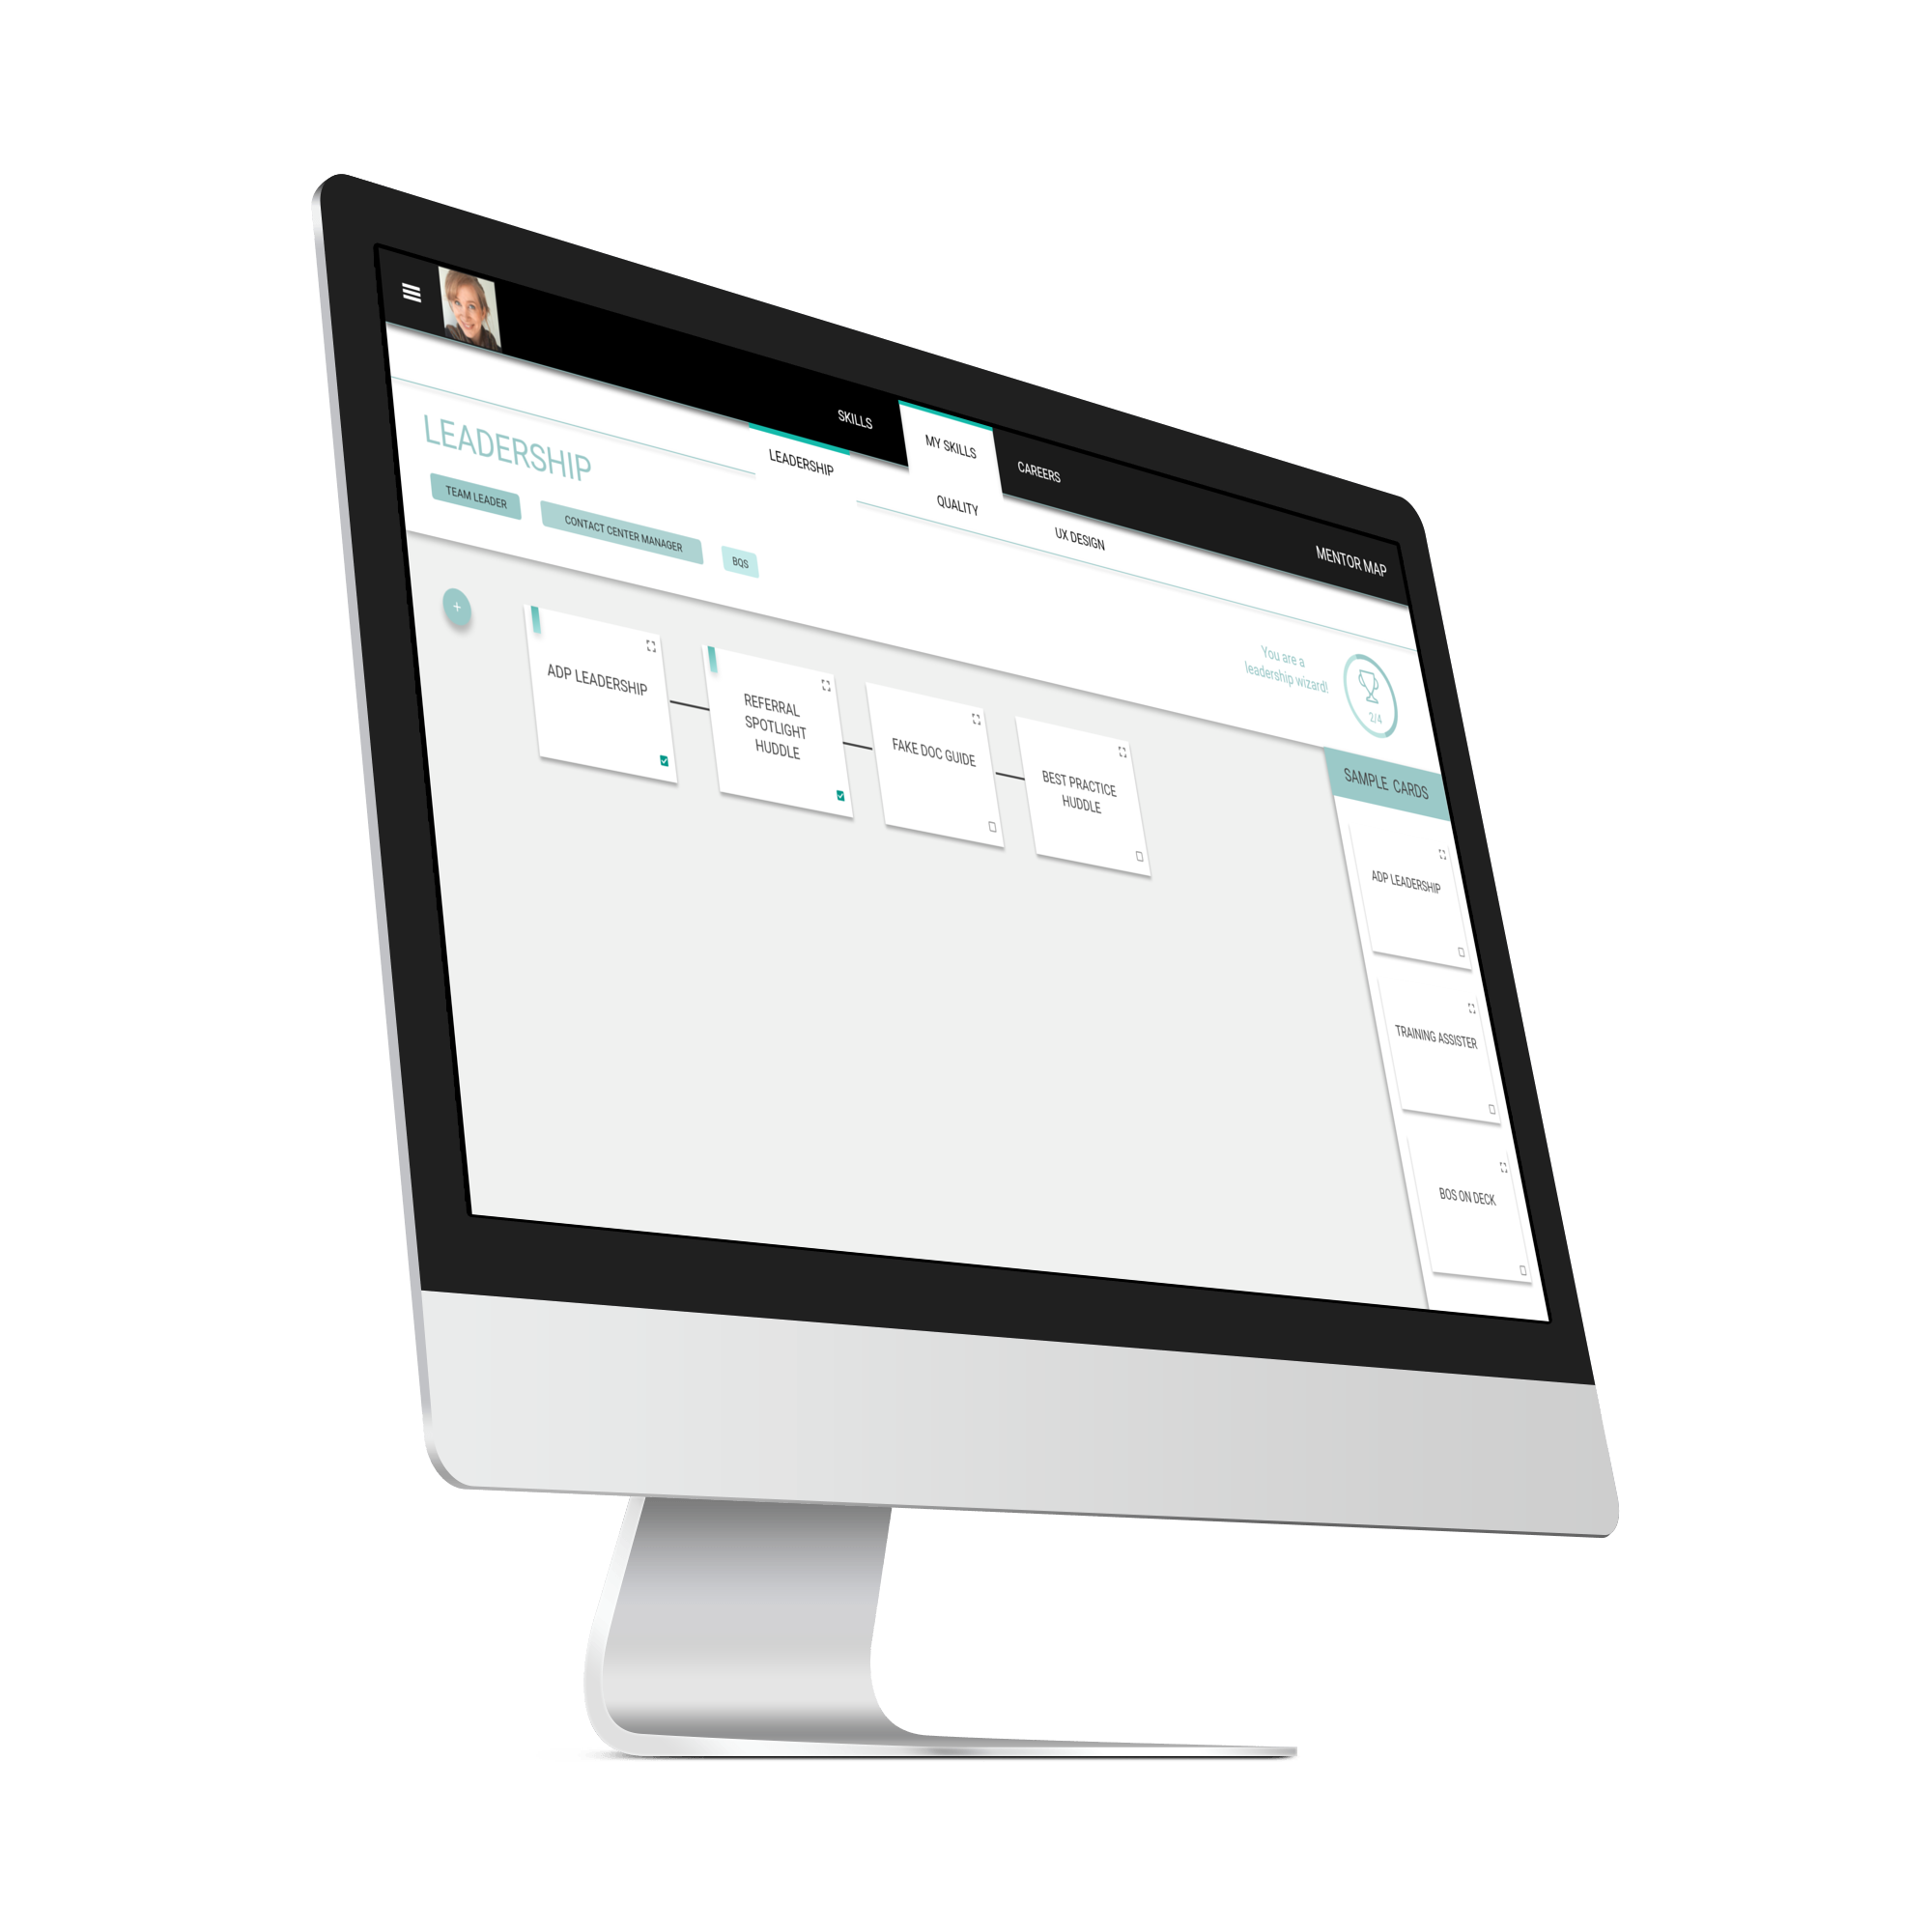 SKILLS
MY SKILLS
CAREERS
MENTOR MAP
LEADERSHIP
QUALITY
UX DESIGN
LEADERSHIP
TEAM LEADER
CONTACT CENTER MANAGER
BQS
You are a
leadership wizard!
2/4
+
ADP LEADERSHIP
REFERRAL
SPOTLIGHT
HUDDLE
FAKE DOC GUIDE
BEST PRACTICE
HUDDLE
SAMPLE CARDS
ADP LEADERSHIP
TRAINING ASSISTER
BOS ON DECK